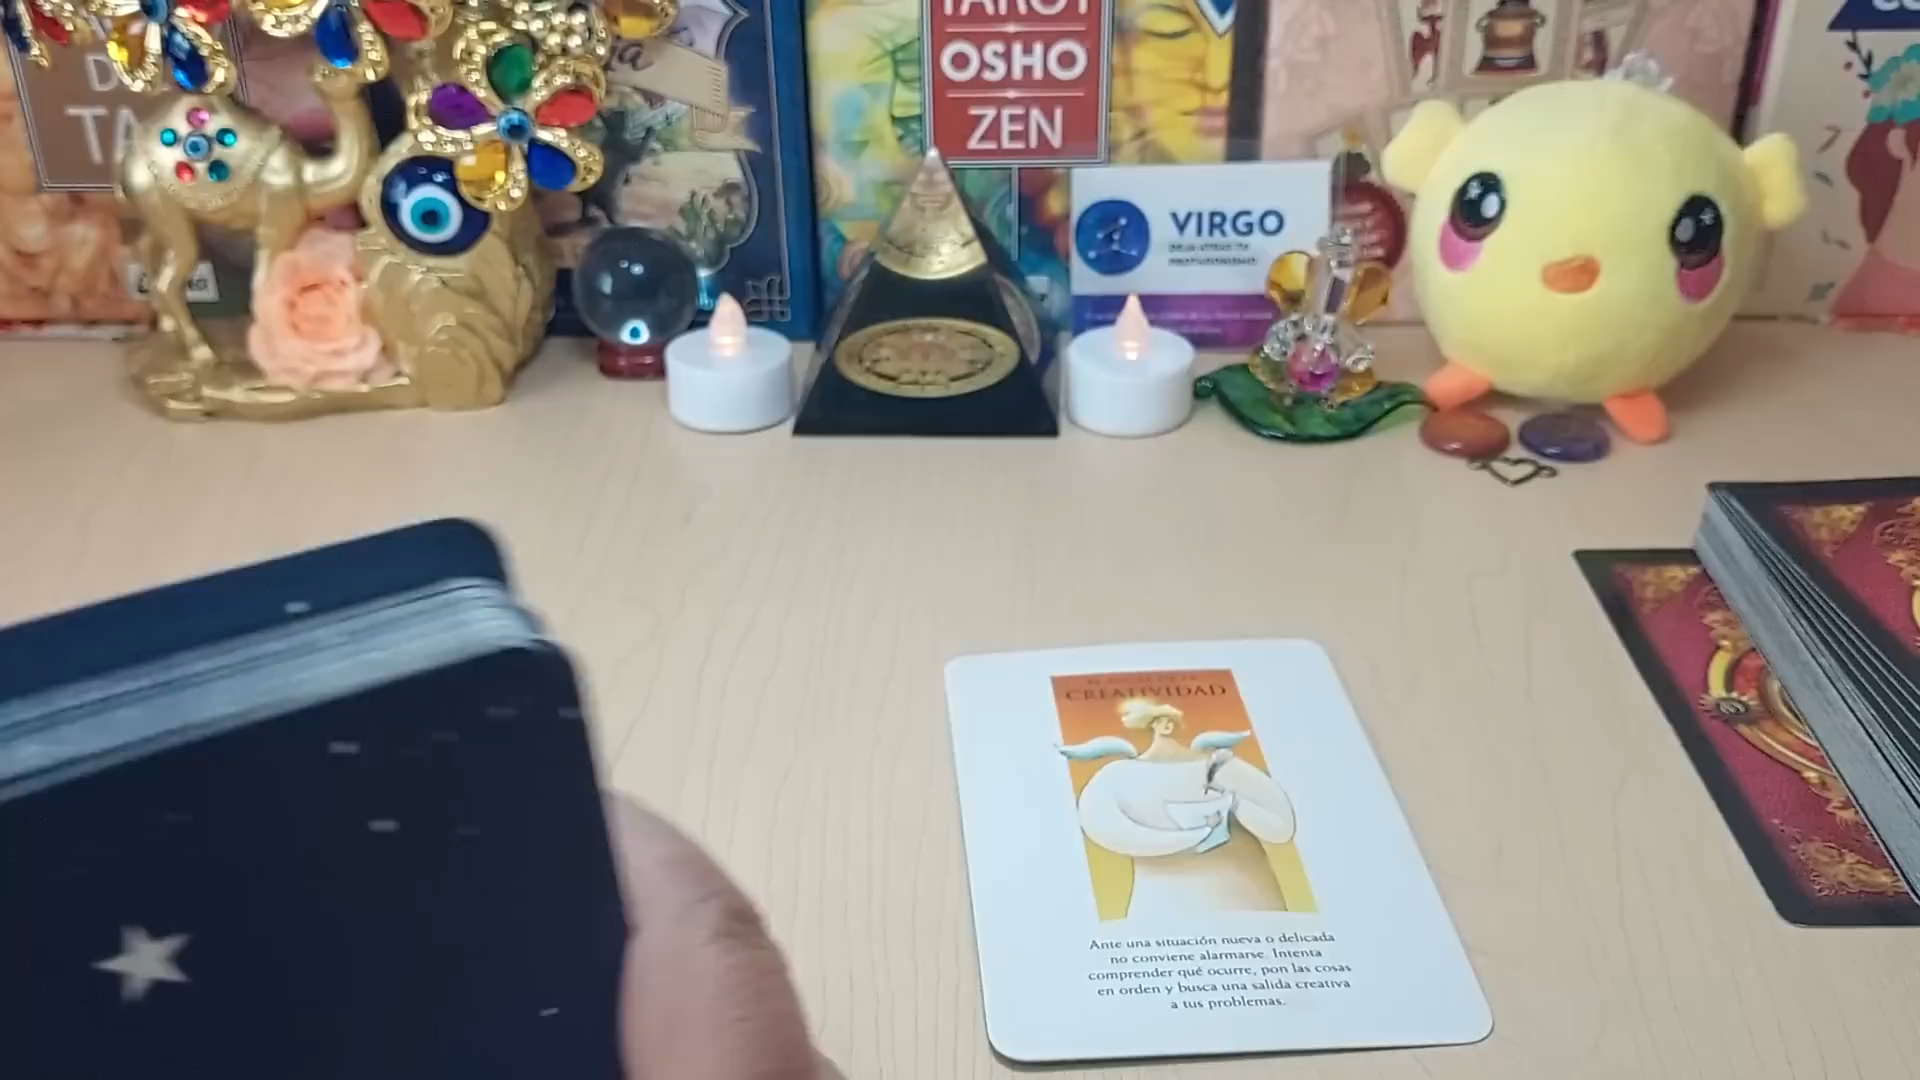 TAROT
OSHO
ZEN
VIRGO
CREATIVIDAD
Ante una situación nueva o delicada
no conviene alarmarse. Intenta
comprender qué ocurre, pon las cosas
en orden y busca una salida creativa
a tus problemas.